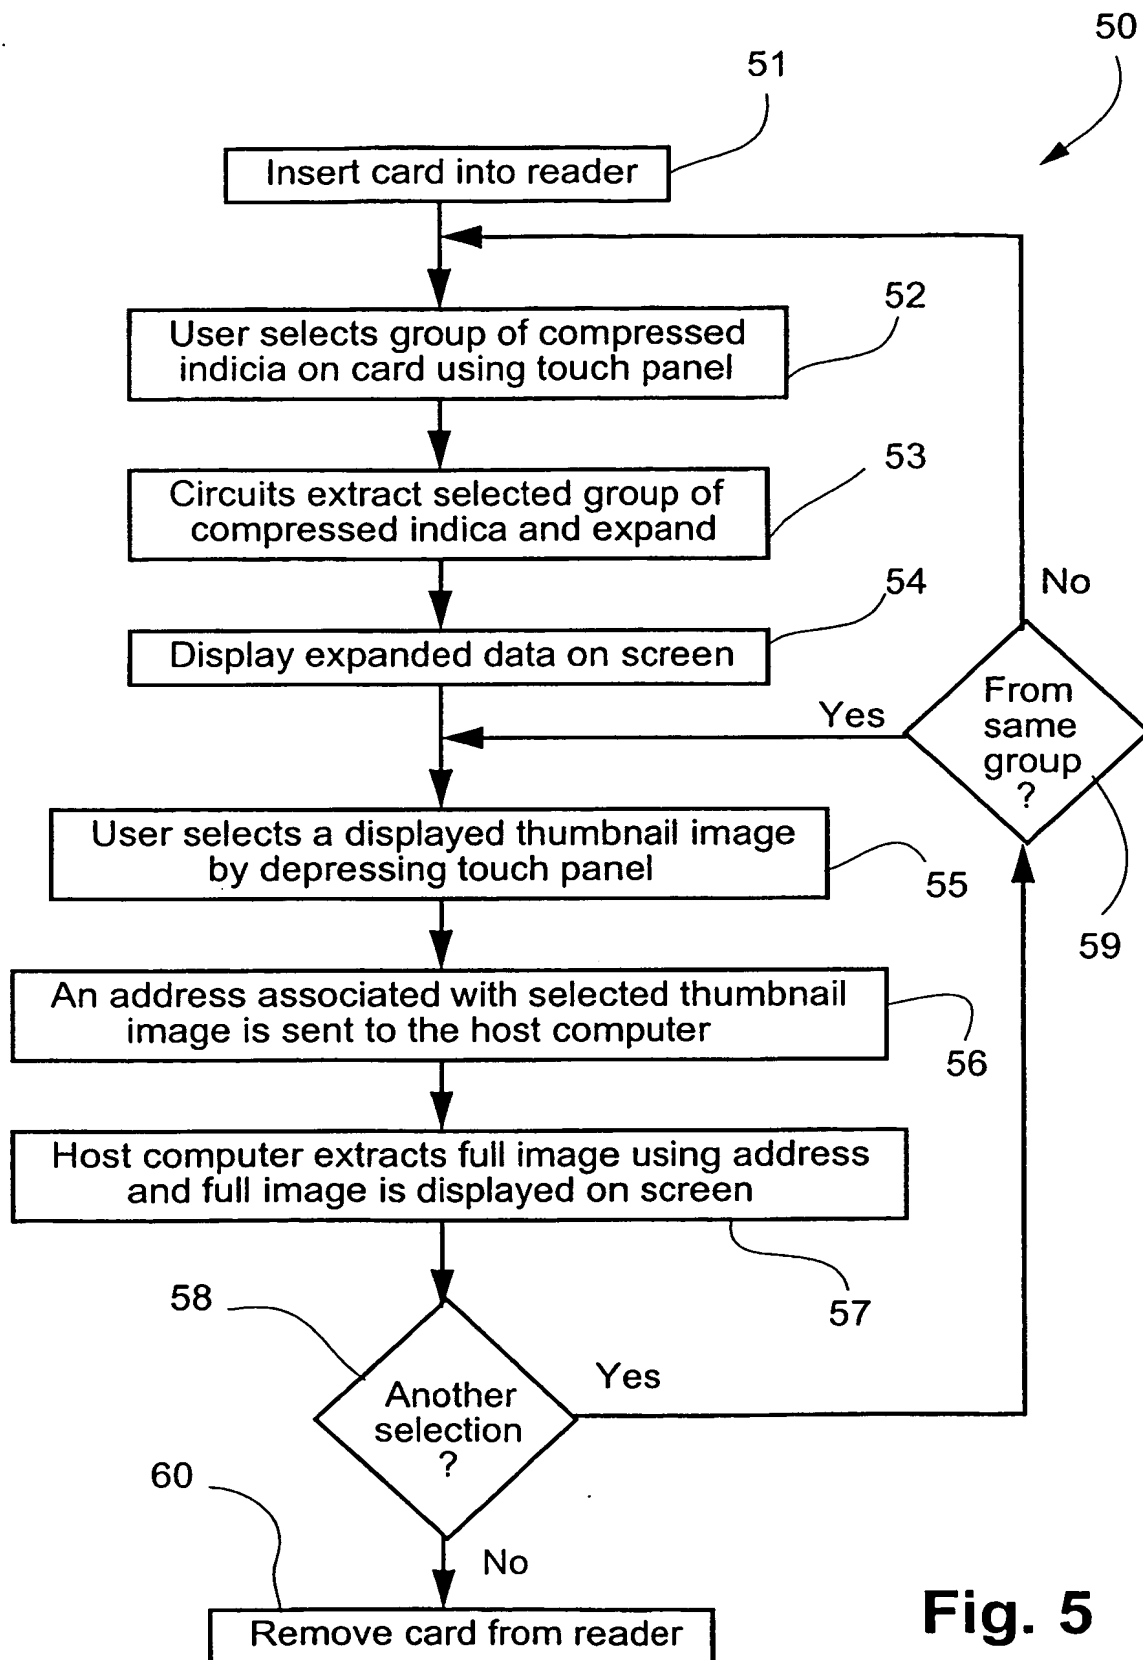 50
51
Insert card into reader
52
User selects group of compressed
indicia on card using touch panel
53
Circuits extract selected group of
compressed indica and expand
54
No
Display expanded data on screen
From
same
group
?
Yes
User selects a displayed thumbnail image
by depressing touch panel
55
59
An address associated with selected thumbnail
image is sent to the host computer
56
Host computer extracts full image using address
and full image is displayed on screen
57
58
Another
selection
?
Yes
60
No
Remove card from reader
Fig. 5